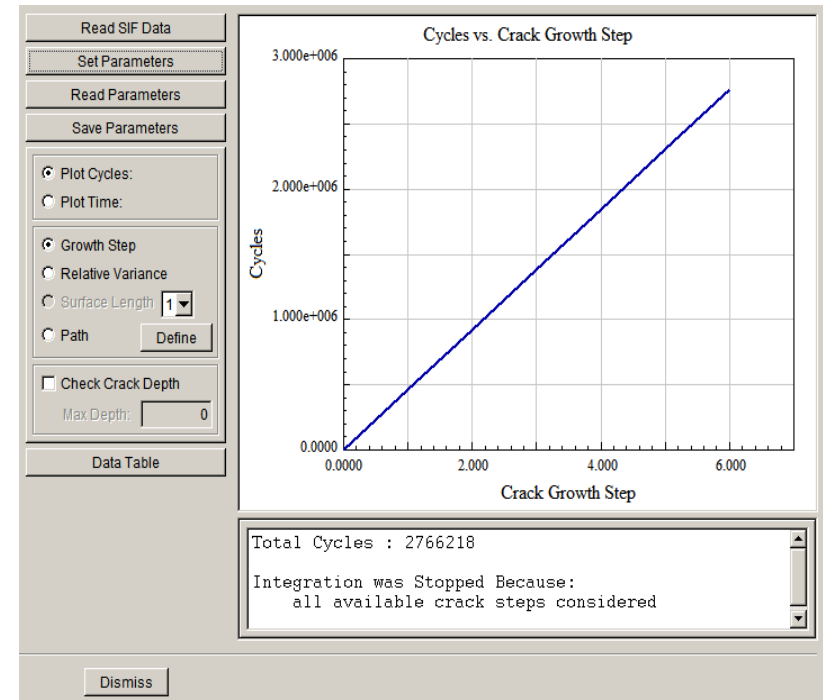 Read SIF Data
Set Parameters
Read Parameters
Save Parameters
Plot Cycles:
Plot Time:
Growth Step
Relative Variance
Surface Length 1
Path Define
Check Crack Depth
Max Depth: 0
Data Table
Cycles vs. Crack Growth Step
3.000e+006
2.000e+006
1.000e+006
0.0000
Cycles
0.0000 2.000 4.000 6.000
Crack Growth Step
Total Cycles : 2766218
Integration was Stopped Because:
all available crack steps considered
Dismiss